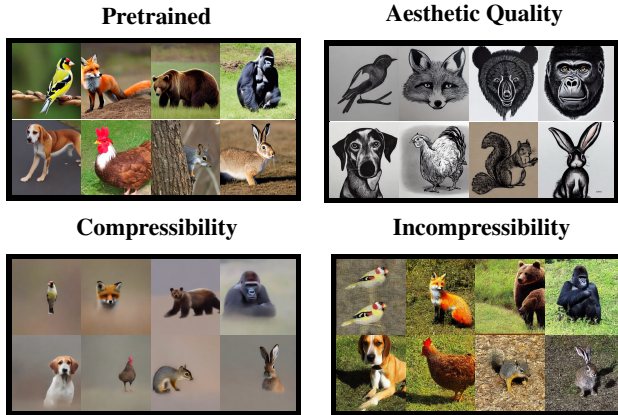 Pretrained
Aesthetic Quality
Compressibility
Incompressibility